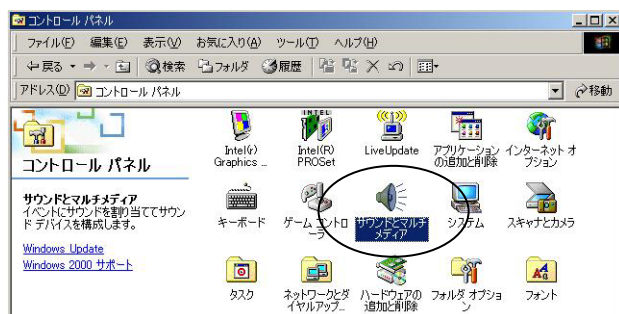 コントロール パネル
ファイル(F) 編集(E) 表示(V) お気に入り(A) ツール(T) ヘルプ(H)
戻る 検索 フォルダ 履歴
アドレス(D) コントロール パネル 移動
コントロール パネル
サウンドとマルチメディア
イベントにサウンドを割り当ててサウン
ド デバイスを構成します。
Windows Update
Windows 2000 サポート
INTEL
Intel(r)
Graphics ...
Intel(R)
PROSet
LiveUpdate
アプリケーション
の追加と削除
インターネット オ
プション
キーボード
ゲーム コントロ
ーラ
サウンドとマルチ
メディア
システム
スキャナとカメラ
タスク
ネットワークとダ
イヤルアップ...
ハードウェアの
追加と削除
フォルダ オプショ
ン
フォント